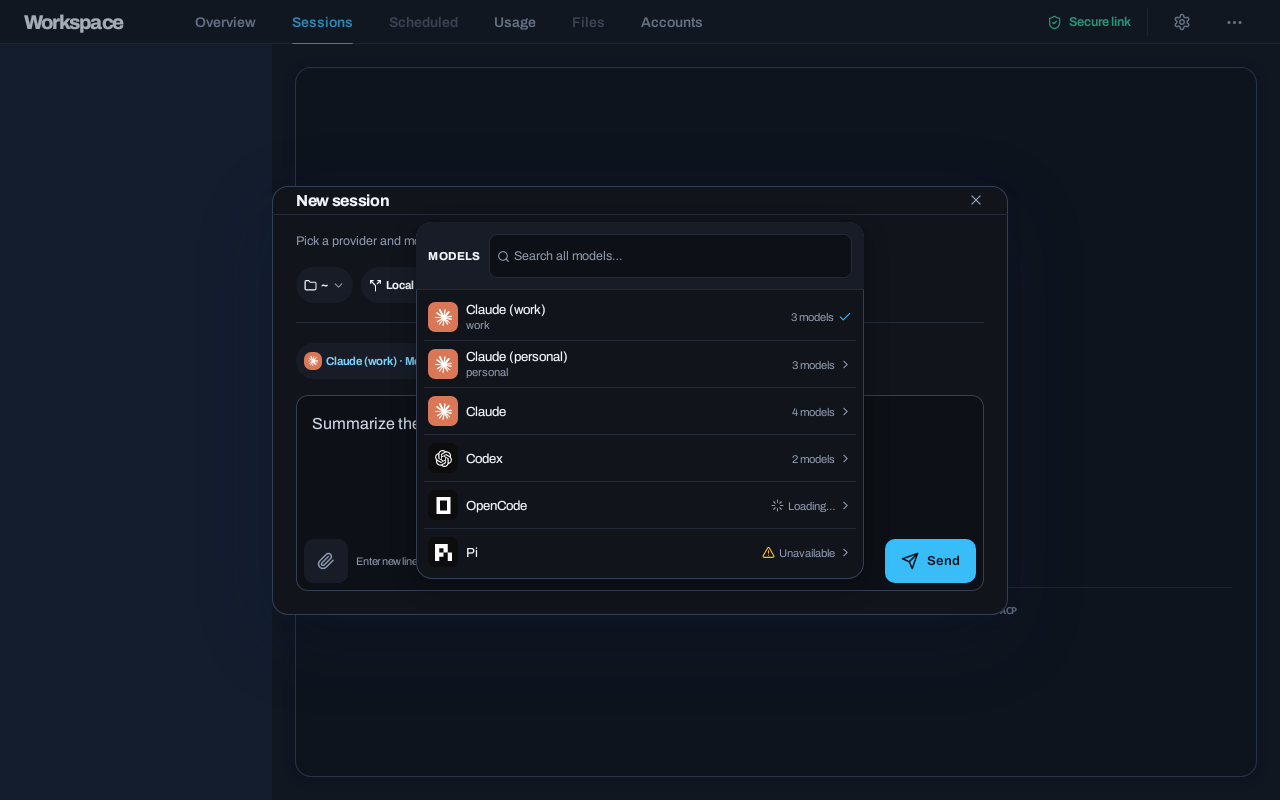 Workspace
Overview
Sessions
Scheduled
Usage
Files
Accounts
Secure link
New session
Pick a provider and
MODELS
Search all models...
~
Local
Claude (work)
work
3 models
Claude (personal)
personal
3 models
Claude (work) ·
Claude
4 models
Summarize the
Codex
2 models
OpenCode
Loading...
Pi
Unavailable
Enter new line
Send
ACP